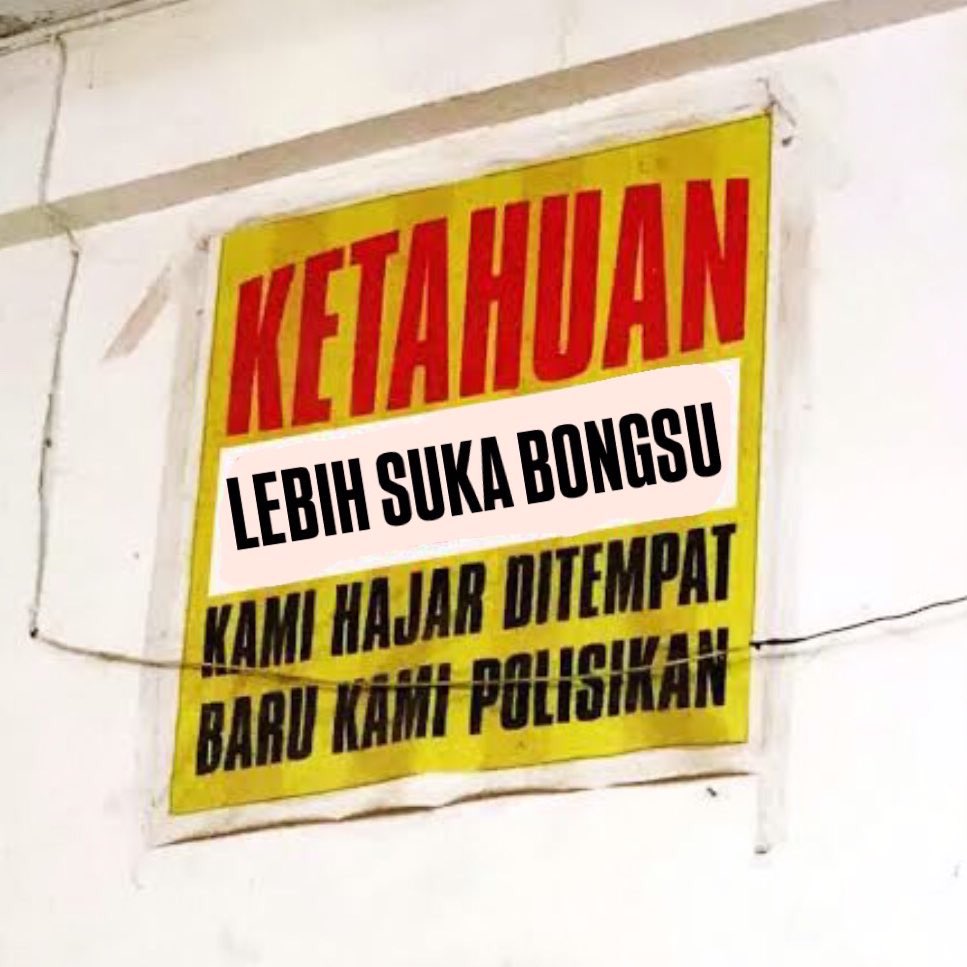 KETAHUAN
LEBIH SUKA BONGSU
KAMI HAJAR DITEMPAT
BARU KAMI POLISIKAN